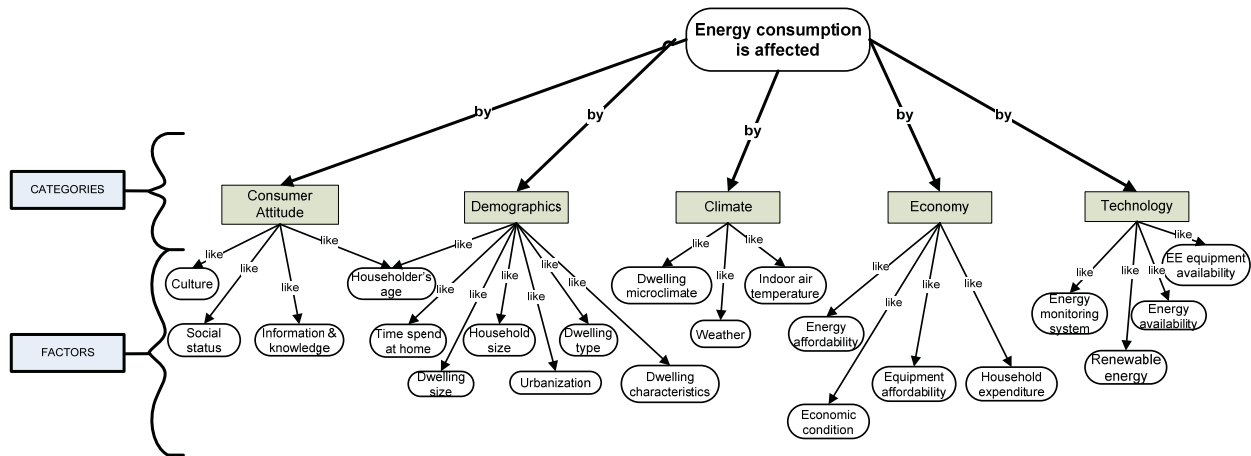 Energy consumption
is affected
by
by
by
by
by
CATEGORIES
Consumer
Attitude
Demographics
Climate
Economy
Technology
like
like
like
like
Culture
Social
status
Information &
knowledge
Householder's
age
like
like
like
like
like
like
like
Time spend
at home
Dwelling
size
Household
size
Urbanization
Dwelling
type
Dwelling
characteristics
like
like
like
Dwelling
microclimate
Weather
Indoor air
temperature
like
like
like
like
Energy
affordability
Economic
condition
Equipment
affordability
Household
expenditure
like
like
like
like
Energy
monitoring
system
Renewable
energy
Energy
availability
EE equipment
availability
FACTORS